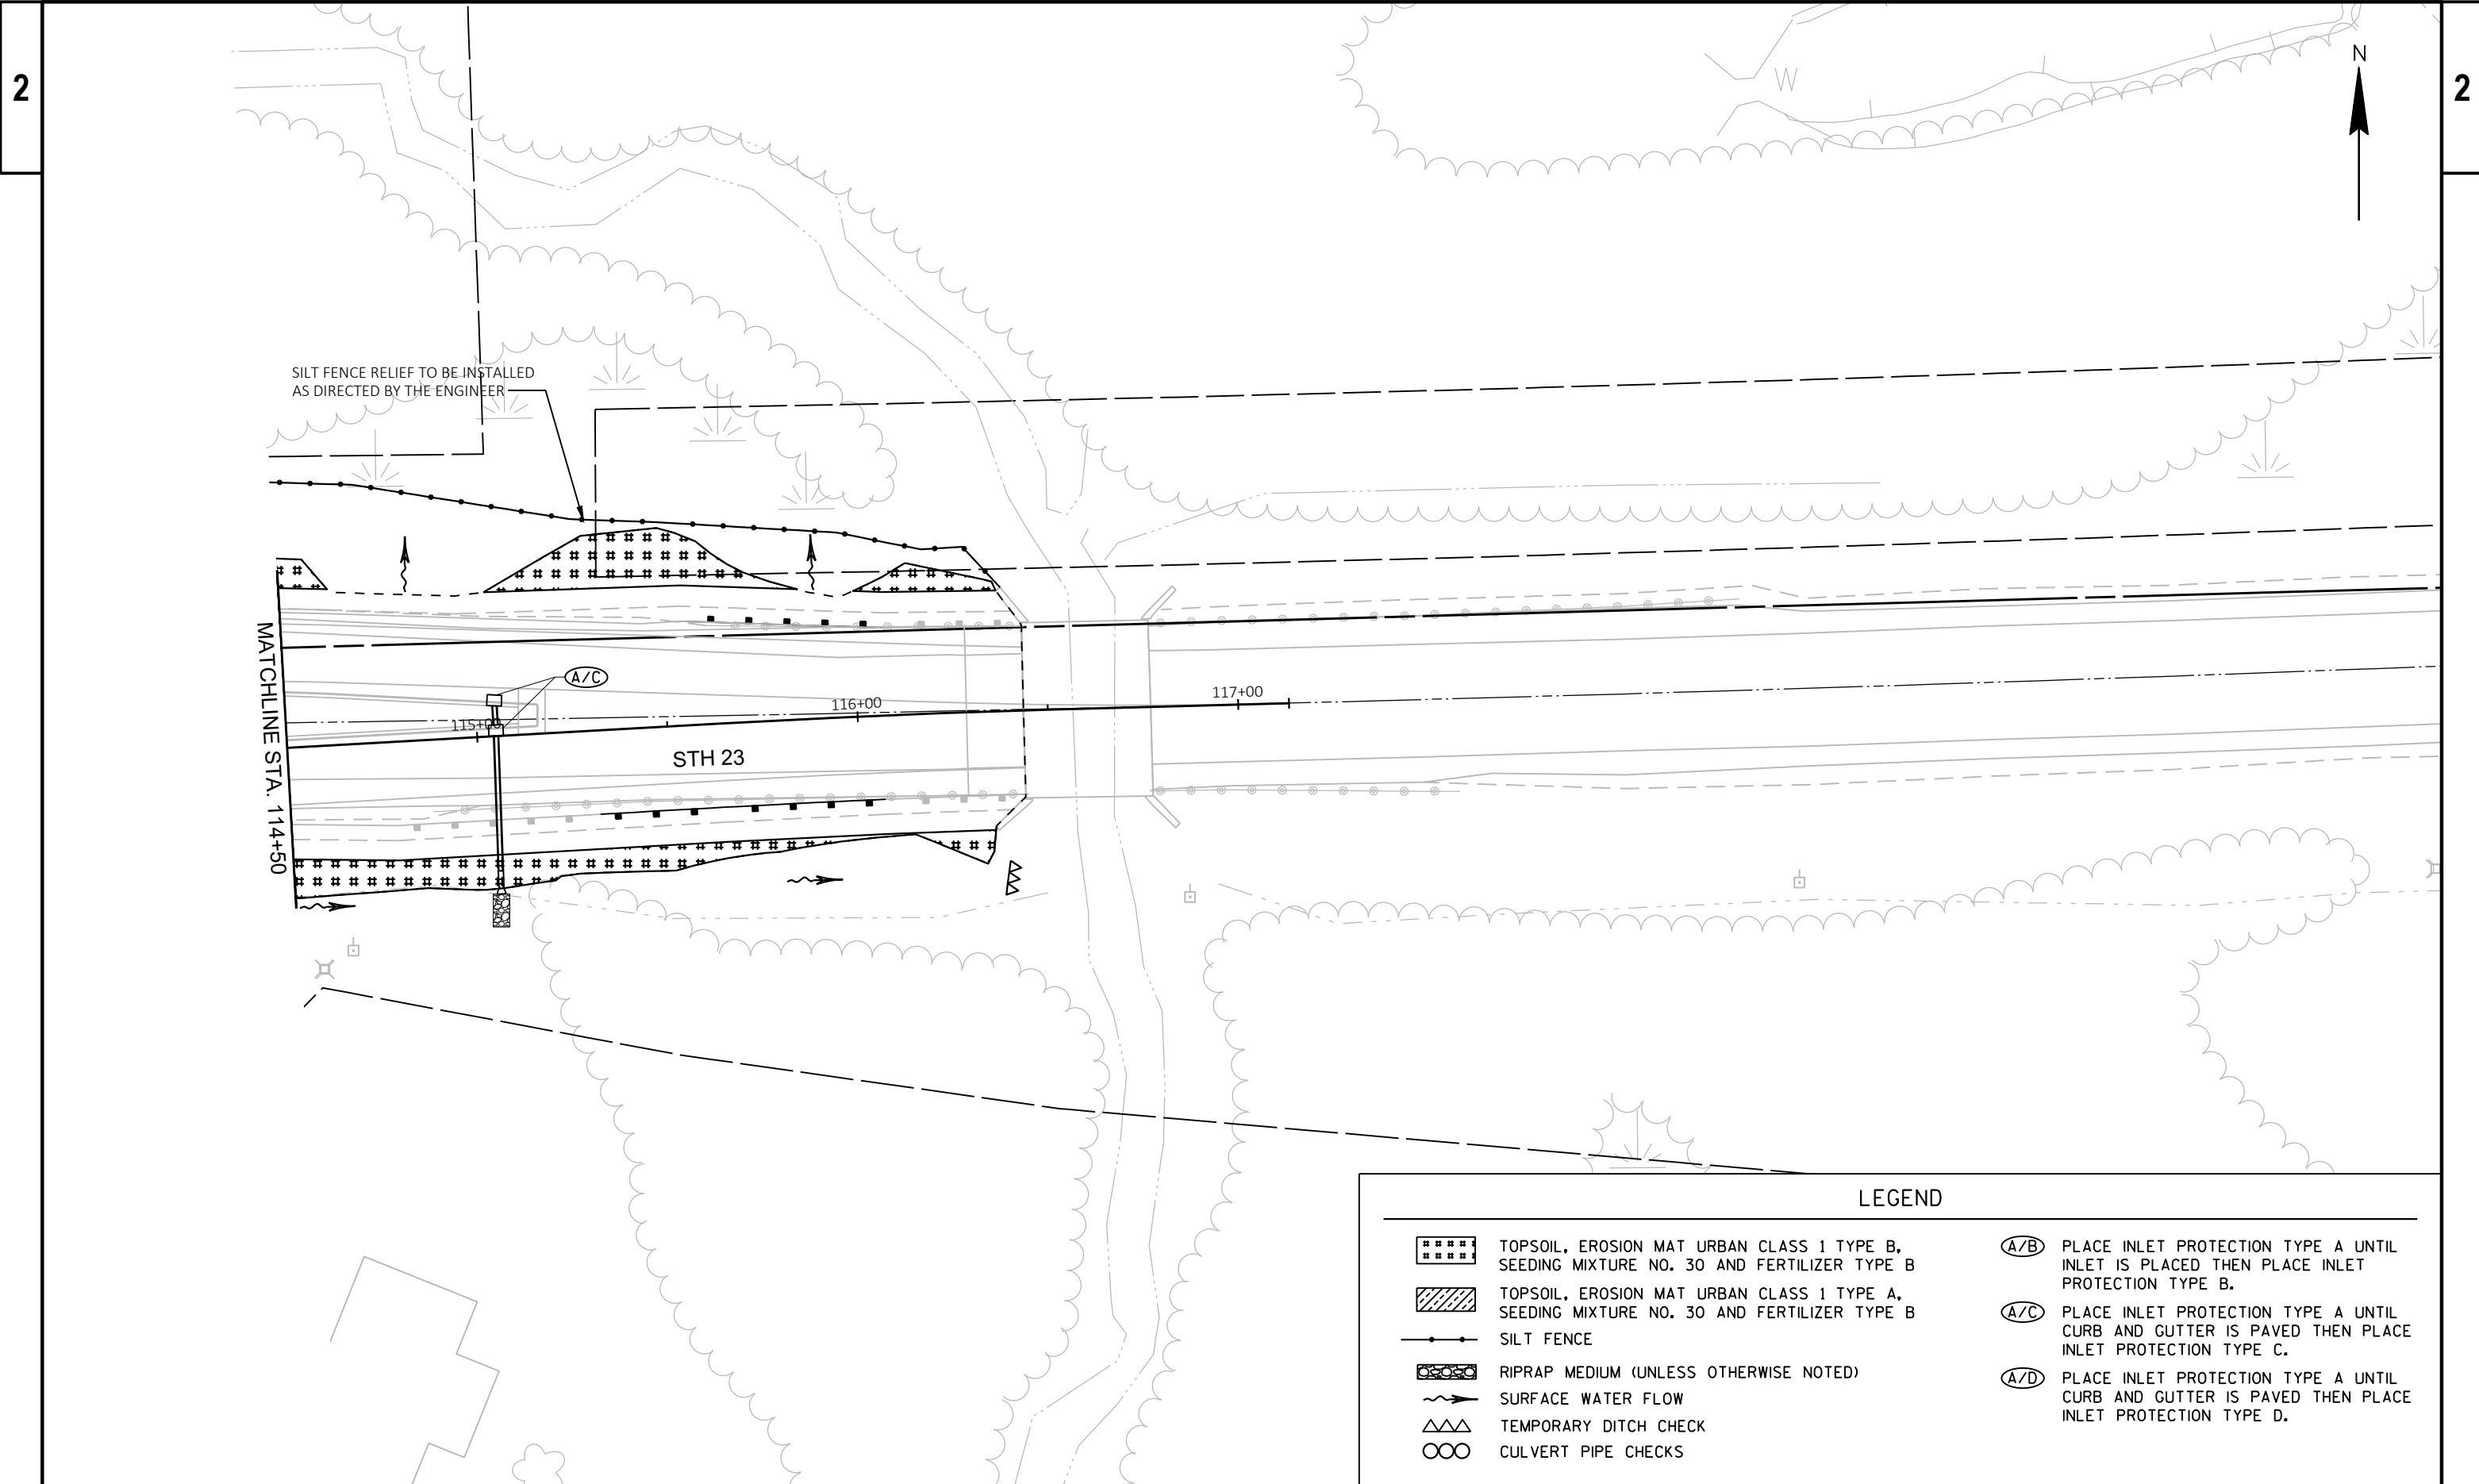 2
2
N
W
SILT FENCE RELIEF TO BE INSTALLED
AS DIRECTED BY THE ENGINEER
MATCHLINE STA. 114+50
A/C
115+00
116+00
117+00
STH 23
LEGEND
TOPSOIL, EROSION MAT URBAN CLASS 1 TYPE B,
SEEDING MIXTURE NO. 30 AND FERTILIZER TYPE B
TOPSOIL, EROSION MAT URBAN CLASS 1 TYPE A,
SEEDING MIXTURE NO. 30 AND FERTILIZER TYPE B
SILT FENCE
RIPRAP MEDIUM (UNLESS OTHERWISE NOTED)
SURFACE WATER FLOW
TEMPORARY DITCH CHECK
CULVERT PIPE CHECKS
A/B PLACE INLET PROTECTION TYPE A UNTIL
INLET IS PLACED THEN PLACE INLET
PROTECTION TYPE B.
A/C PLACE INLET PROTECTION TYPE A UNTIL
CURB AND GUTTER IS PAVED THEN PLACE
INLET PROTECTION TYPE C.
A/D PLACE INLET PROTECTION TYPE A UNTIL
CURB AND GUTTER IS PAVED THEN PLACE
INLET PROTECTION TYPE D.